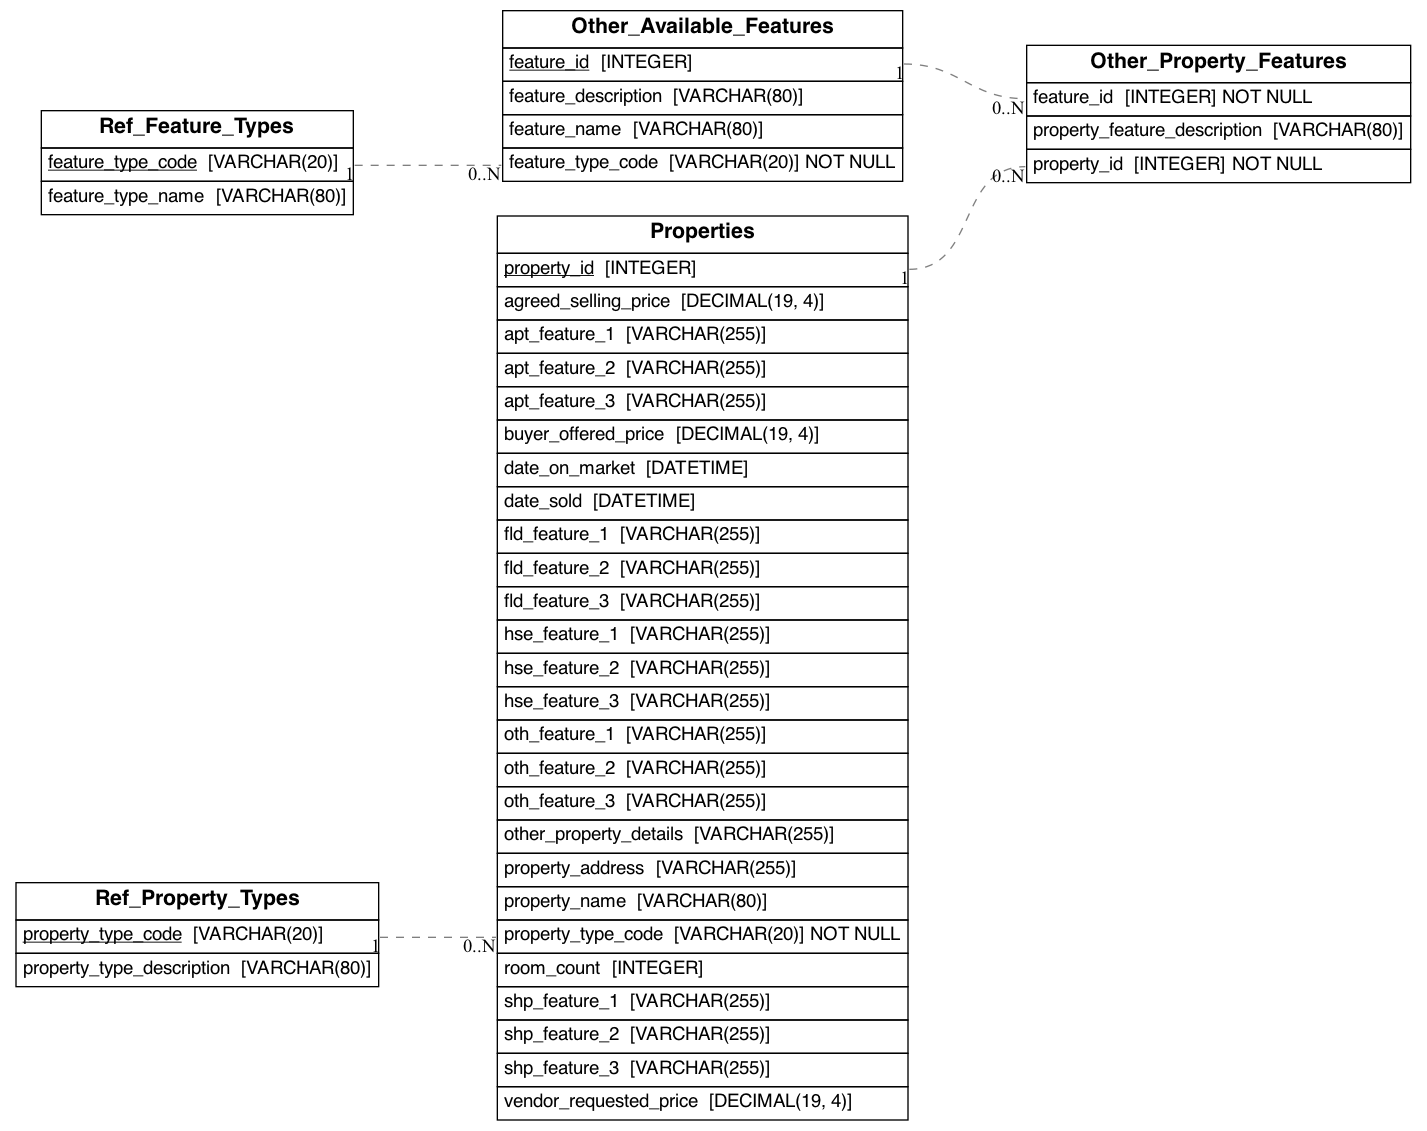 Other_Available_Features
feature_id [INTEGER]
1
feature_description [VARCHAR(80)]
feature_name [VARCHAR(80)]
feature_type_code [VARCHAR(20)] NOT NULL
0..N
Other_Property_Features
0..N
feature_id [INTEGER] NOT NULL
property_feature_description [VARCHAR(80)]
0..N
property_id [INTEGER] NOT NULL
Ref_Feature_Types
feature_type_code [VARCHAR(20)]
1
feature_type_name [VARCHAR(80)]
Properties
property_id [INTEGER]
1
agreed_selling_price [DECIMAL(19, 4)]
apt_feature_1 [VARCHAR(255)]
apt_feature_2 [VARCHAR(255)]
apt_feature_3 [VARCHAR(255)]
buyer_offered_price [DECIMAL(19, 4)]
date_on_market [DATETIME]
date_sold [DATETIME]
fld_feature_1 [VARCHAR(255)]
fld_feature_2 [VARCHAR(255)]
fld_feature_3 [VARCHAR(255)]
hse_feature_1 [VARCHAR(255)]
hse_feature_2 [VARCHAR(255)]
hse_feature_3 [VARCHAR(255)]
oth_feature_1 [VARCHAR(255)]
oth_feature_2 [VARCHAR(255)]
oth_feature_3 [VARCHAR(255)]
other_property_details [VARCHAR(255)]
property_address [VARCHAR(255)]
property_name [VARCHAR(80)]
0..N
property_type_code [VARCHAR(20)] NOT NULL
room_count [INTEGER]
shp_feature_1 [VARCHAR(255)]
shp_feature_2 [VARCHAR(255)]
shp_feature_3 [VARCHAR(255)]
vendor_requested_price [DECIMAL(19, 4)]
Ref_Property_Types
property_type_code [VARCHAR(20)]
1
property_type_description [VARCHAR(80)]